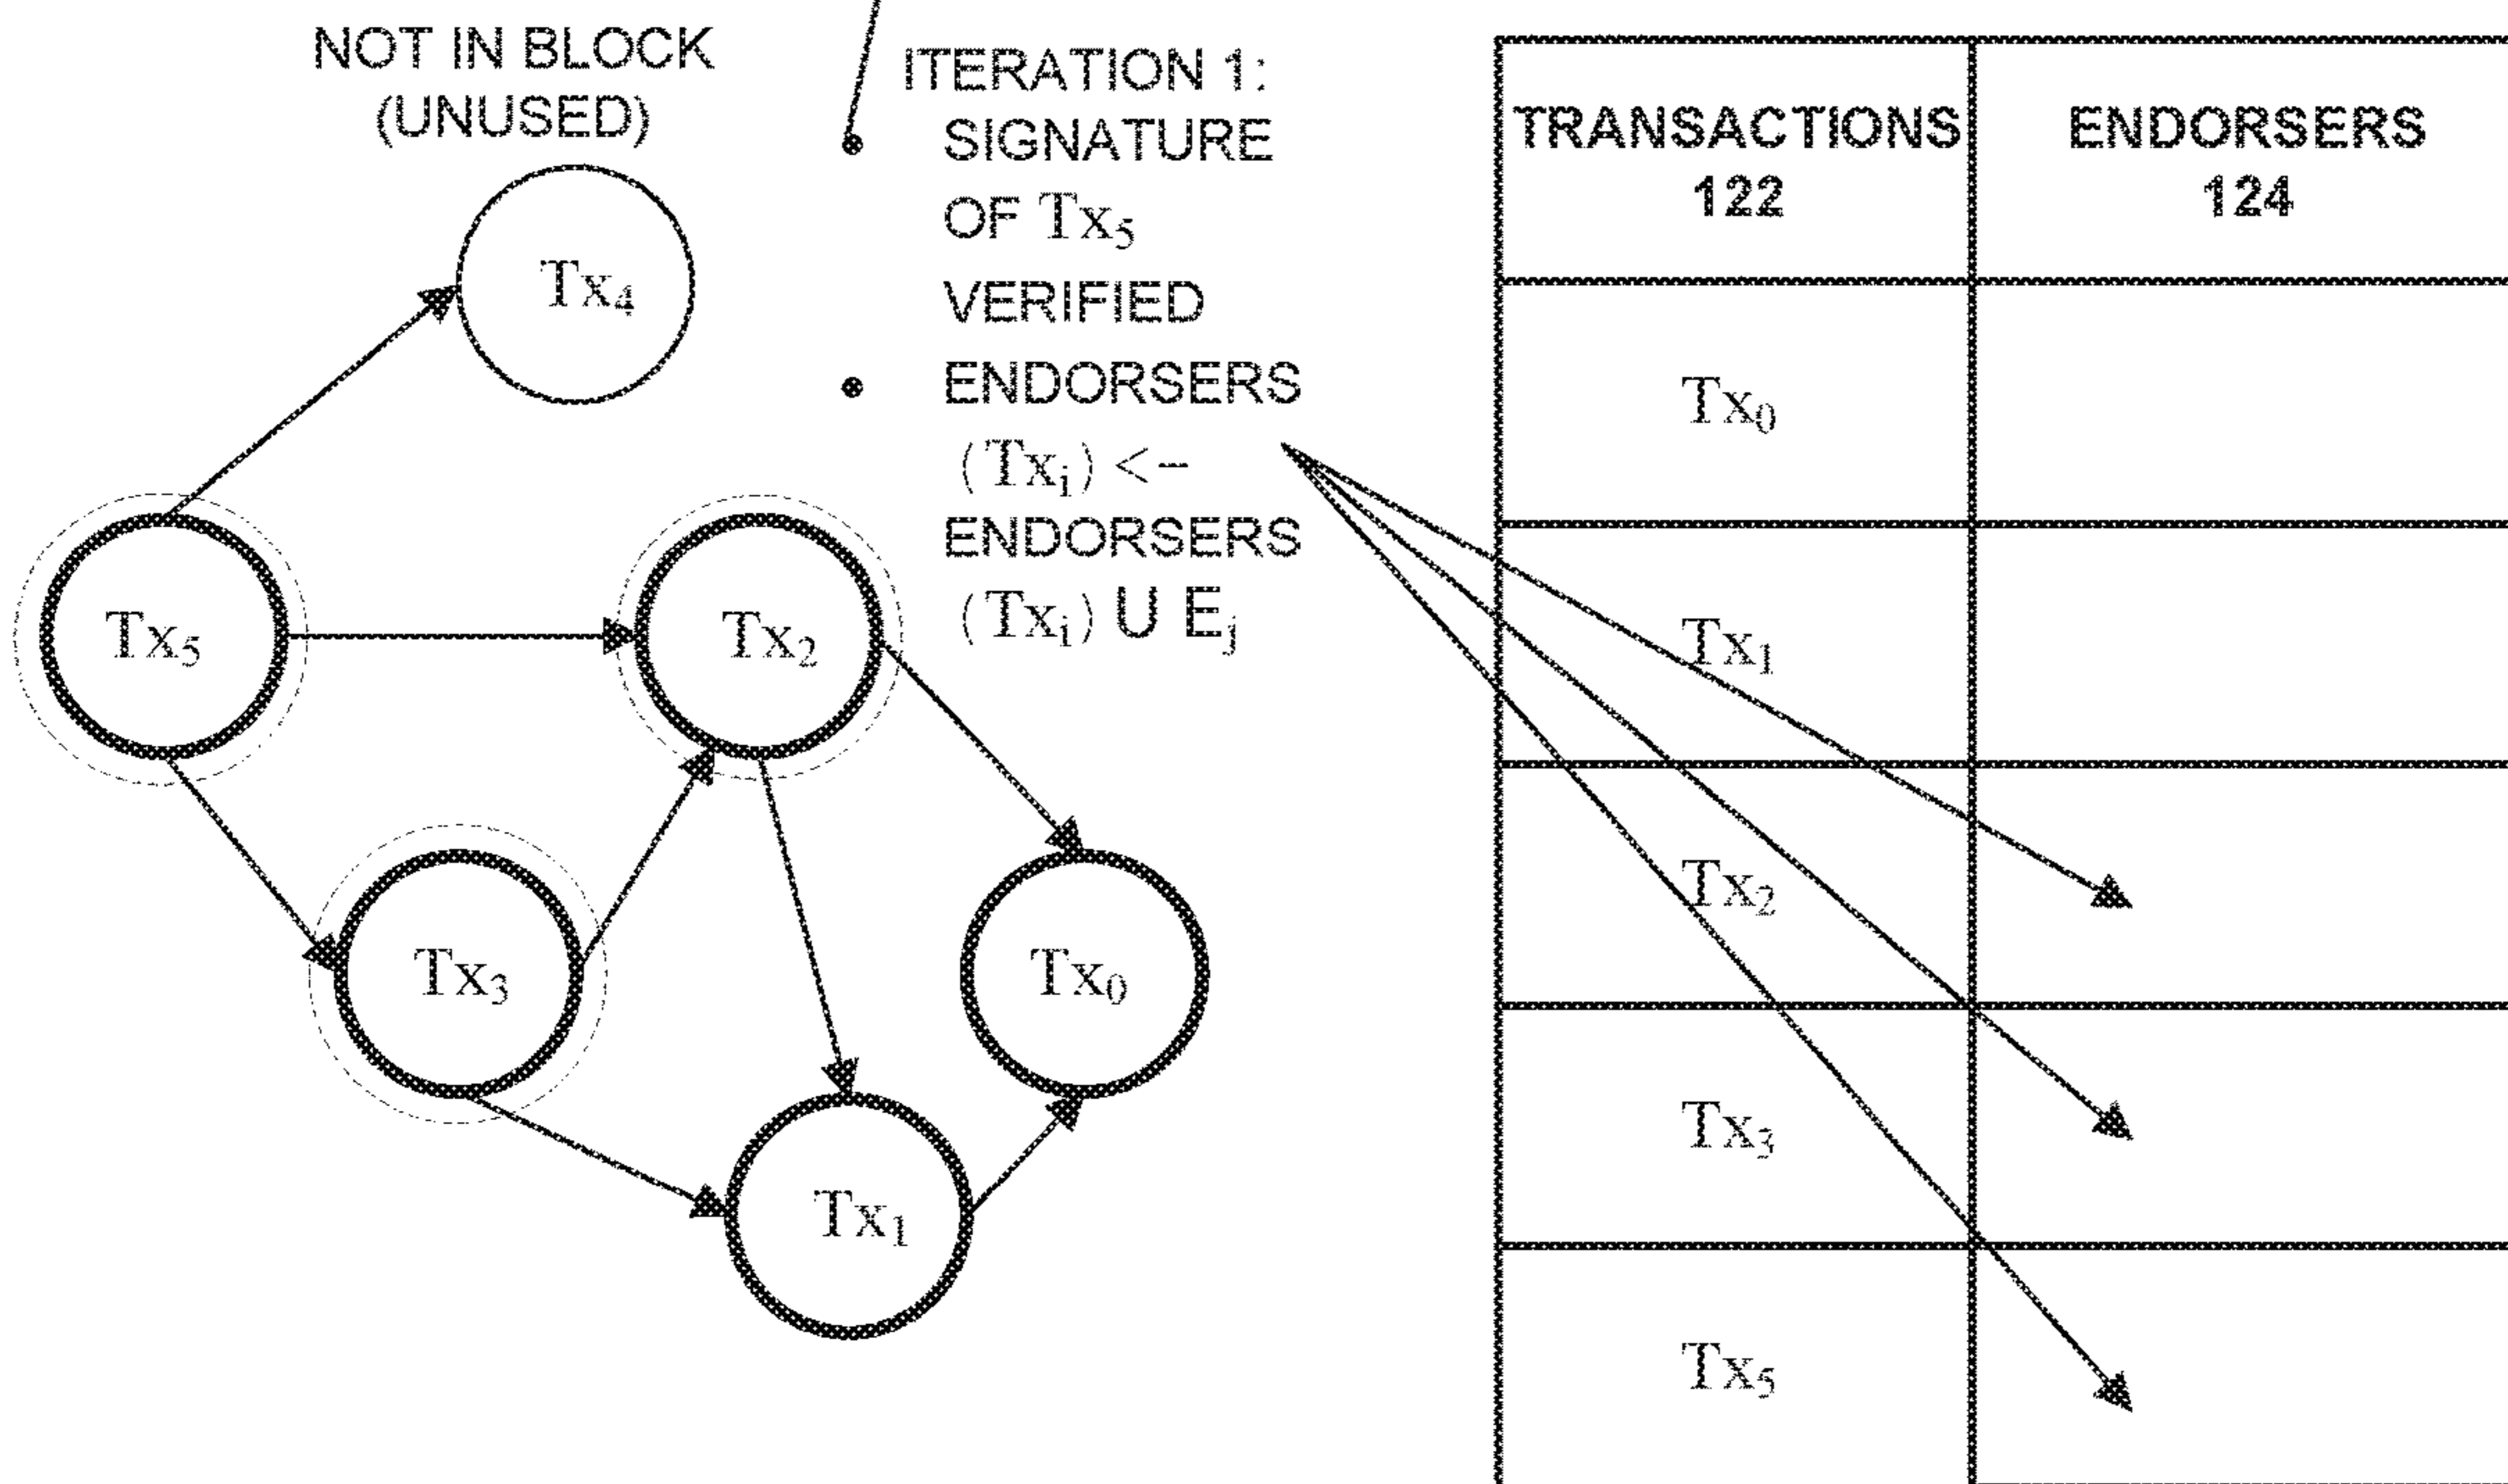 NOT IN BLOCK
(UNUSED)
Tx₄
Tx₅
Tx₂
Tx₃
Tx₀
Tx₁
ITERATION 1:
• SIGNATURE
OF Tx₅
VERIFIED
• ENDORSERS
(Txᵢ) <–
ENDORSERS
(Txᵢ) U Eⱼ
TRANSACTIONS
122
ENDORSERS
124
Tx₀
Tx₁
Tx₂
Tx₃
Tx₅